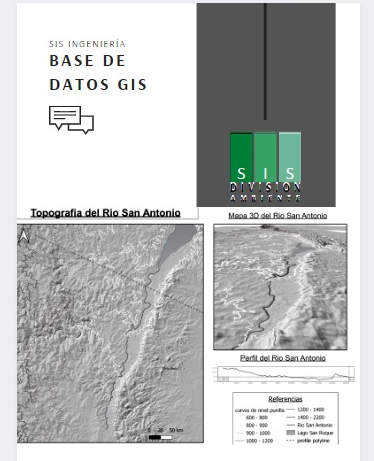 SIS INGENIERÍA
BASE DE
DATOS GIS
S I S
DIVISION
AMBIENTE
Topografia del Rio San Antonio
Mapa 3D del Rio San Antonio
0 25 50 km
Perfil del Rio San Antonio
Referencias
curvas de nivel punilla
600 - 800
800 - 900
900 - 1000
1000 - 1200
1200 - 1400
1400 - 2200
Rio San Antonio
Lago San Roque
profile polyline